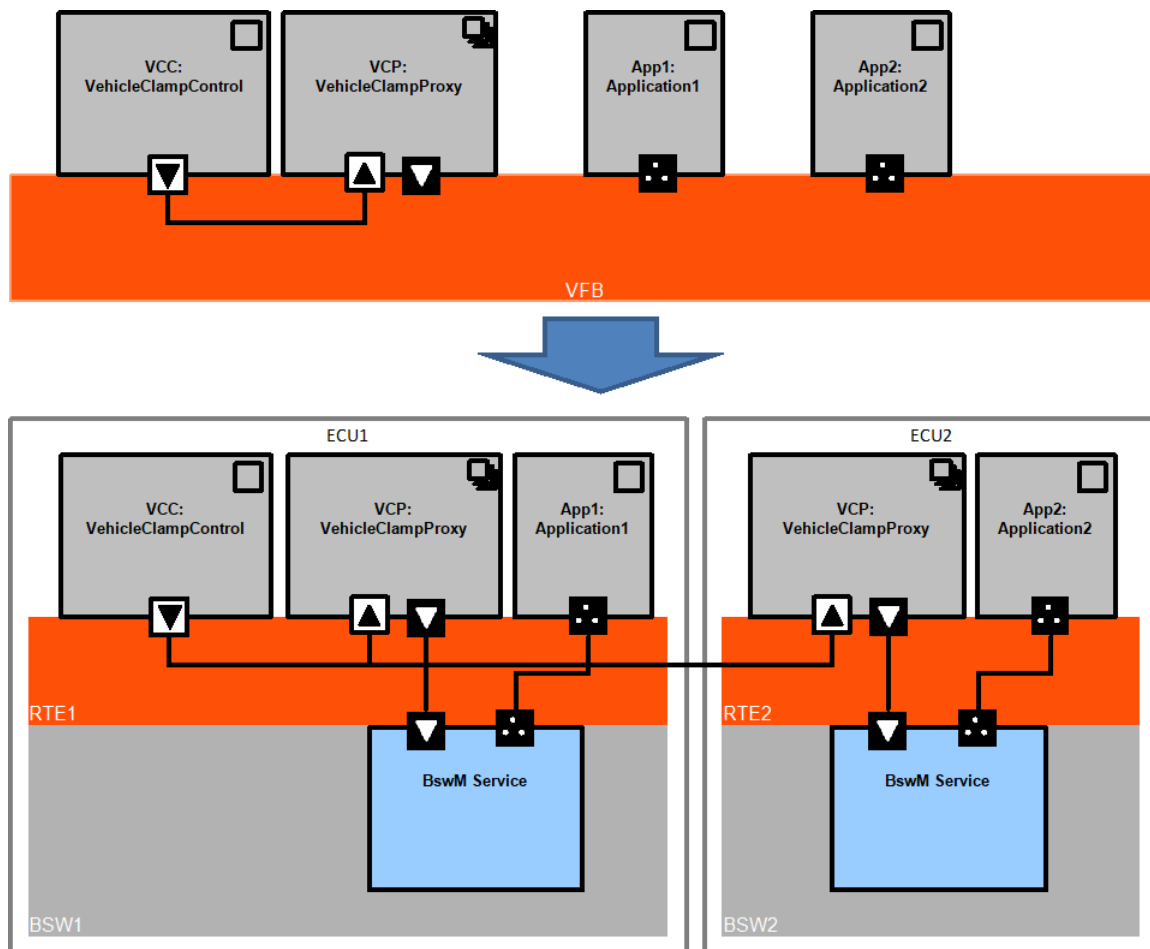 VCC:
VehicleClampControl
VCP:
VehicleClampProxy
App1:
Application1
App2:
Application2
VFB
ECU1
ECU2
VCC:
VehicleClampControl
VCP:
VehicleClampProxy
App1:
Application1
VCP:
VehicleClampProxy
App2:
Application2
RTE1
RTE2
BswM Service
BswM Service
BSW1
BSW2